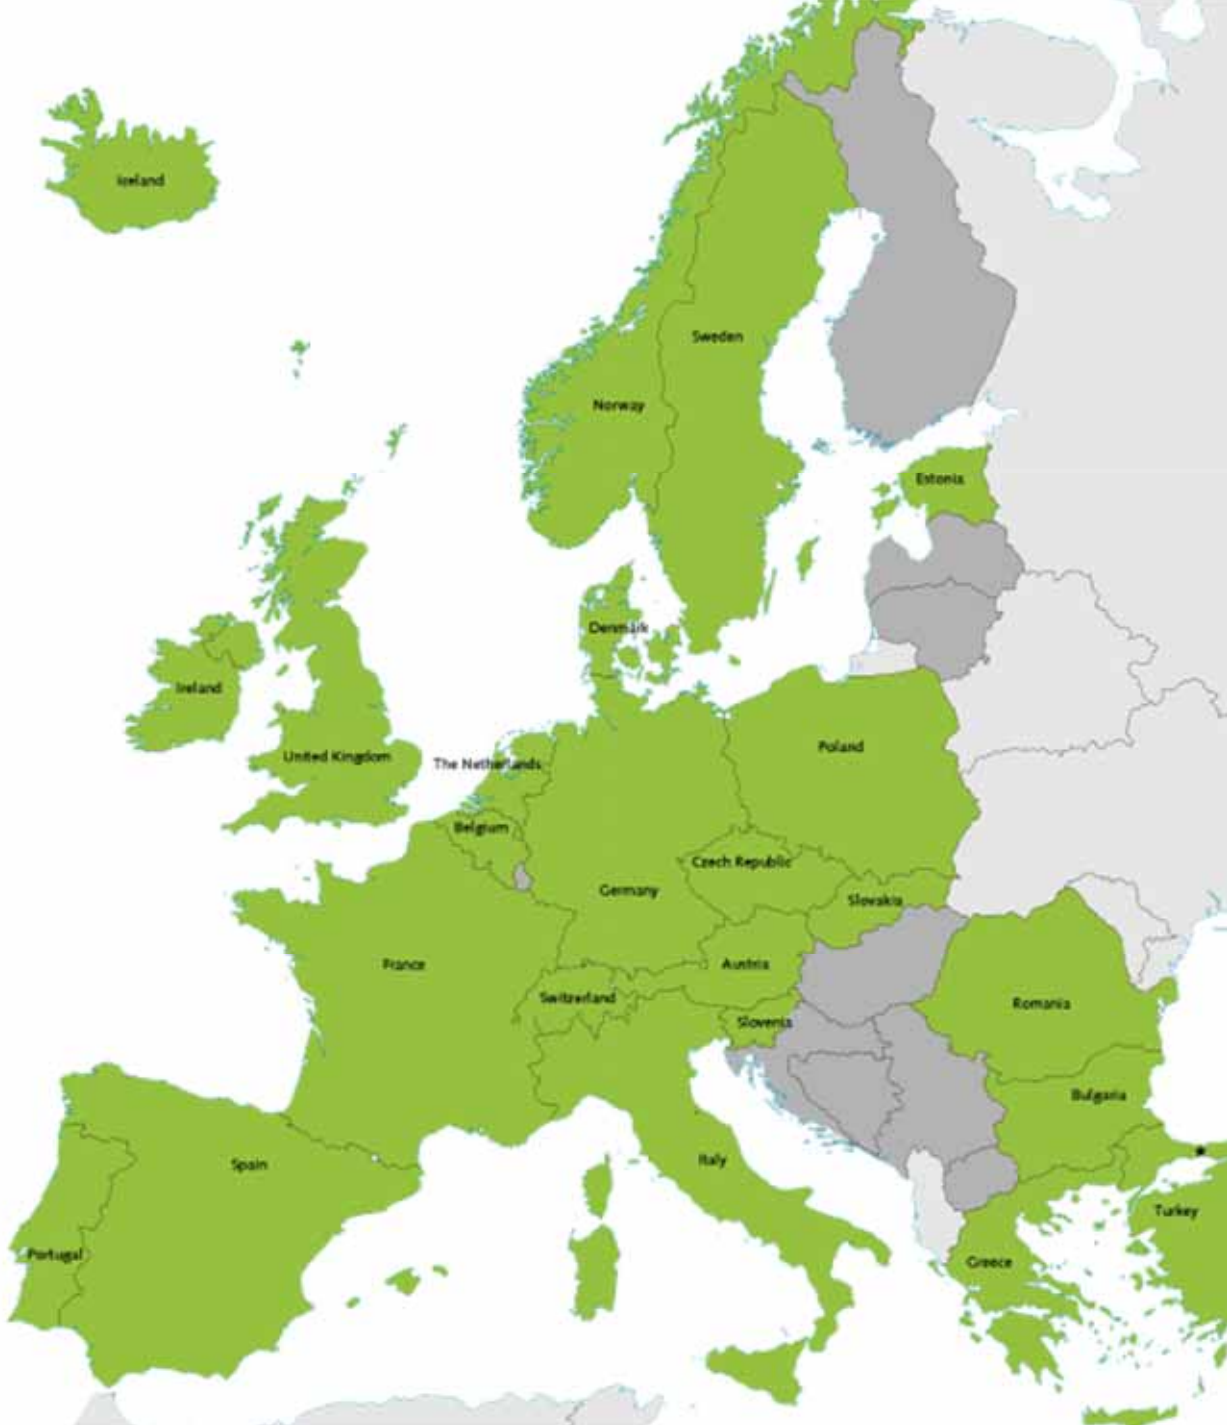 Iceland
Sweden
Norway
Estonia
Denmark
Ireland
United Kingdom
The Netherlands
Poland
Belgium
Czech Republic
Germany
Slovakia
France
Austria
Switzerland
Romania
Slovenia
Bulgaria
Spain
Italy
Turkey
Portugal
Greece